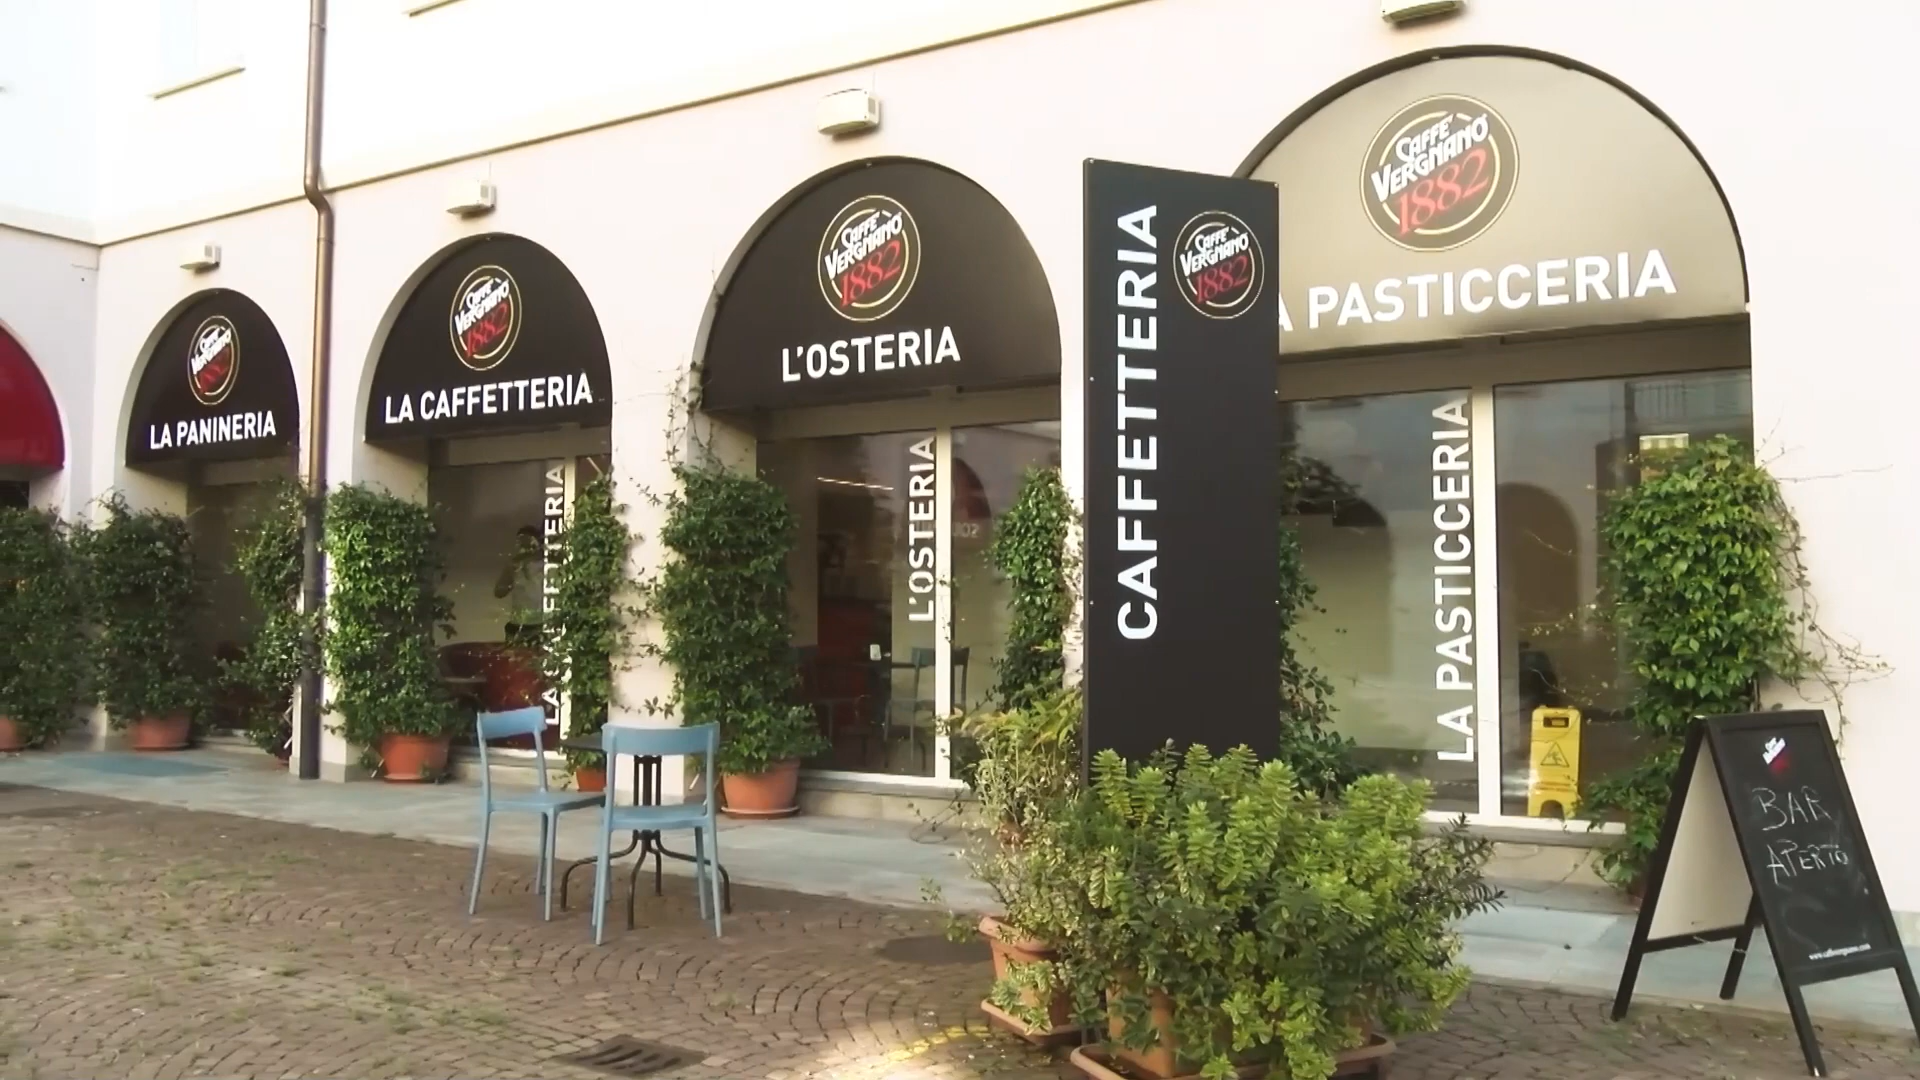 CAFFE'
VERGNANO
1882
LA PANINERIA
CAFFE'
VERGNANO
1882
LA CAFFETTERIA
LA CAFFETTERIA
CAFFE'
VERGNANO
1882
L'OSTERIA
L'OSTERIA
CAFFETTERIA
CAFFE'
VERGNANO
1882
CAFFE'
VERGNANO
1882
A PASTICCERIA
LA PASTICCERIA
BAR
APERTO